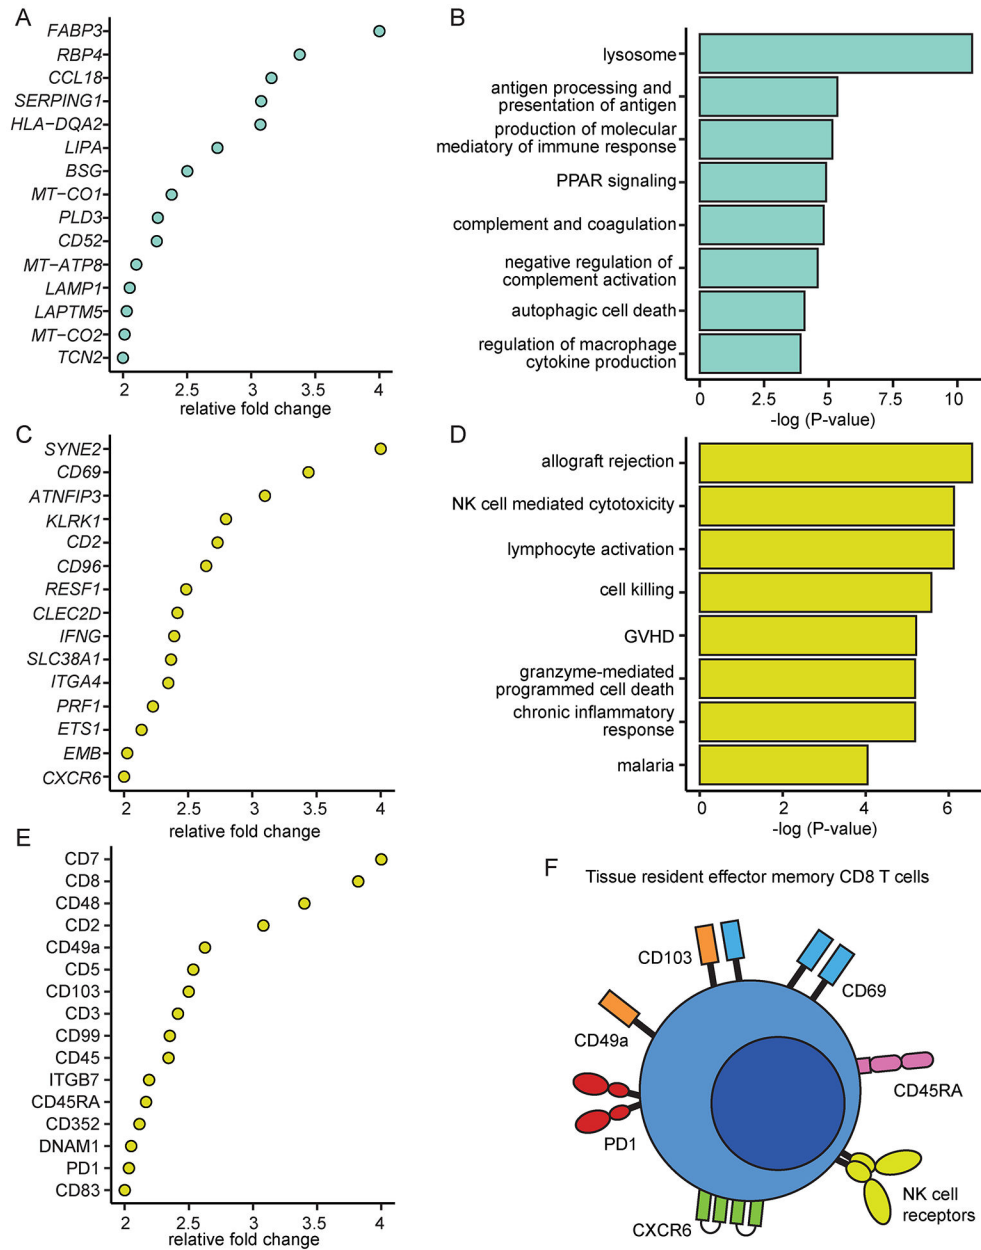 A
FABP3
RBP4
CCL18
SERPING1
HLA−DQA2
LIPA
BSG
MT−CO1
PLD3
CD52
MT−ATP8
LAMP1
LAPTM5
MT−CO2
TCN2
2 2.5 3 3.5 4
relative fold change
B
lysosome
antigen processing and
presentation of antigen
production of molecular
mediatory of immune response
PPAR signaling
complement and coagulation
negative regulation of
complement activation
autophagic cell death
regulation of macrophage
cytokine production
0 2.5 5 7.5 10
-log (P-value)
C
SYNE2
CD69
ATNFIP3
KLRK1
CD2
CD96
RESF1
CLEC2D
IFNG
SLC38A1
ITGA4
PRF1
ETS1
EMB
CXCR6
2 2.5 3 3.5 4
relative fold change
D
allograft rejection
NK cell mediated cytotoxicity
lymphocyte activation
cell killing
GVHD
granzyme-mediated
programmed cell death
chronic inflammatory
response
malaria
0 2 4 6
-log (P-value)
E
CD7
CD8
CD48
CD2
CD49a
CD5
CD103
CD3
CD99
CD45
ITGB7
CD45RA
CD352
DNAM1
PD1
CD83
2 2.5 3 3.5 4
relative fold change
F
Tissue resident effector memory CD8 T cells
CD103
CD69
CD49a
CD45RA
PD1
NK cell
receptors
CXCR6